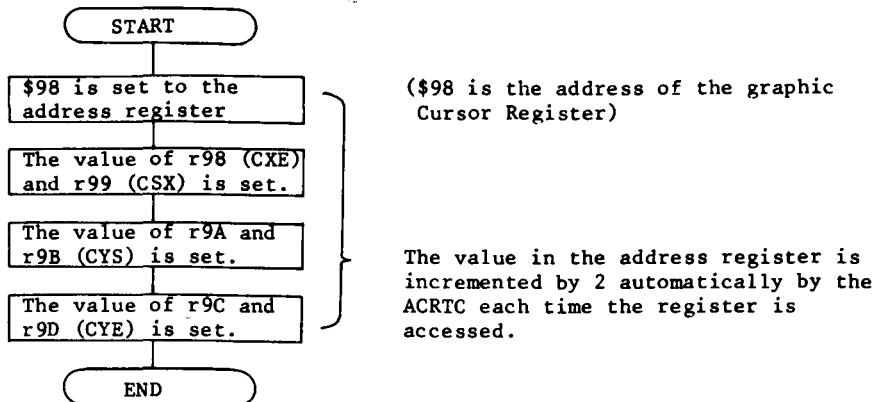 START
$98 is set to the
address register
($98 is the address of the graphic
Cursor Register)
The value of r98 (CXE)
and r99 (CSX) is set.
The value of r9A and
r9B (CYS) is set.
The value in the address register is
incremented by 2 automatically by the
ACRTC each time the register is
accessed.
The value of r9C and
r9D (CYE) is set.
END